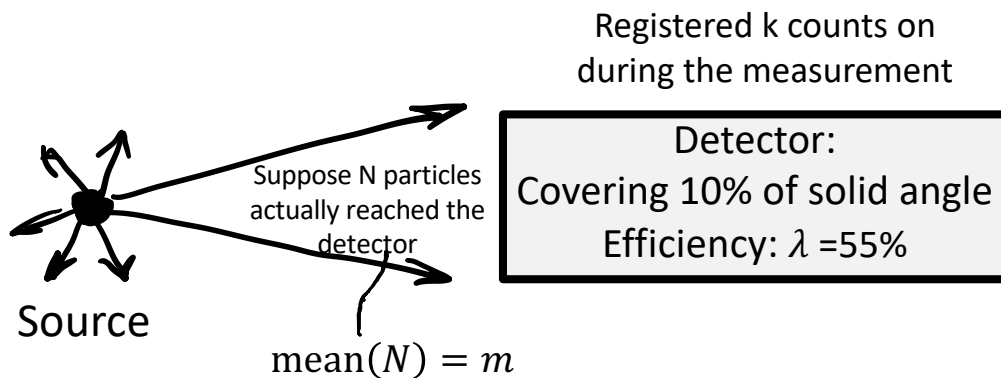 Registered k counts on
during the measurement
Detector:
Covering 10% of solid angle
Efficiency: λ =55%
Suppose N particles
actually reached the
detector
Source
mean(N) = m